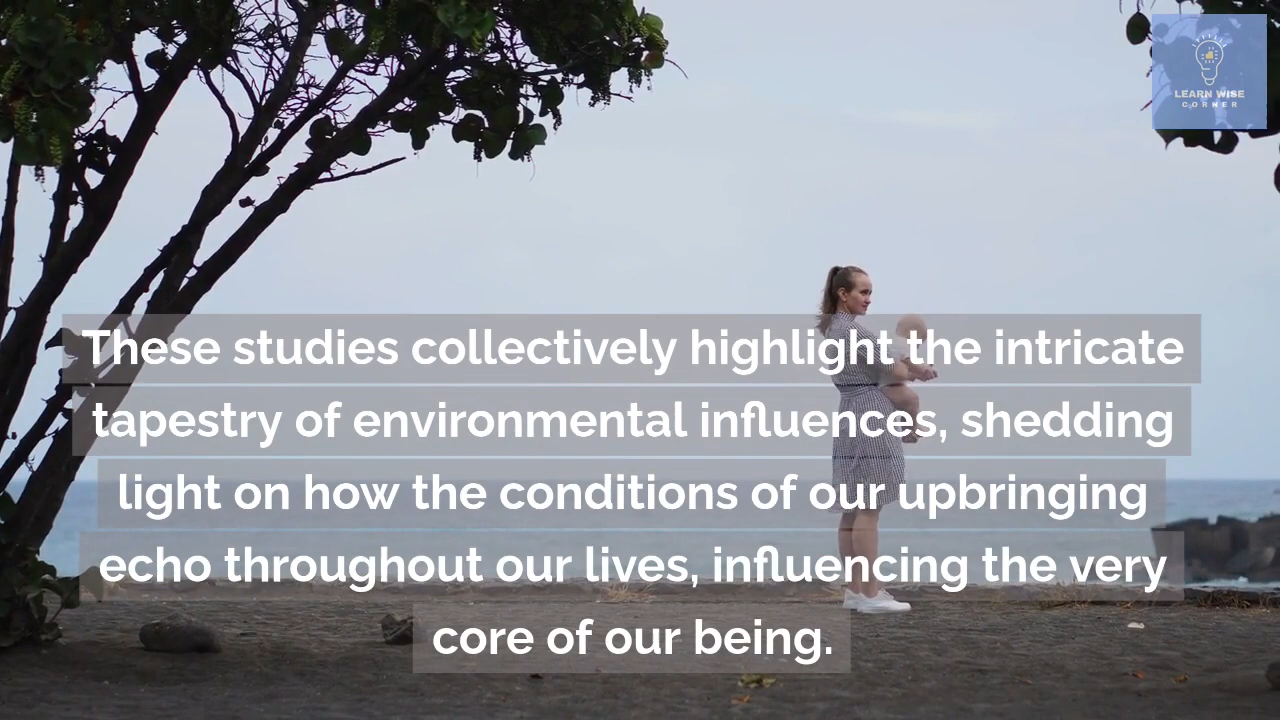 LEARN WISE
CORNER
These studies collectively highlight the intricate
tapestry of environmental influences, shedding
light on how the conditions of our upbringing
echo throughout our lives, influencing the very
core of our being.